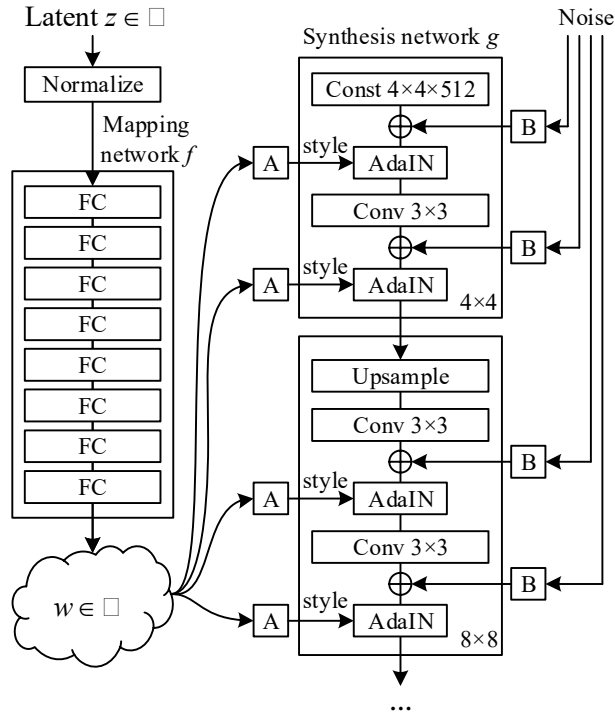 Latent z ∈ □
Normalize
Mapping
network f
FC
FC
FC
FC
FC
FC
FC
FC
w ∈ □
Synthesis network g
Noise
Const 4×4×512
B
A
style
AdaIN
Conv 3×3
B
A
style
AdaIN
4×4
Upsample
Conv 3×3
B
A
style
AdaIN
Conv 3×3
B
A
style
AdaIN
8×8
...